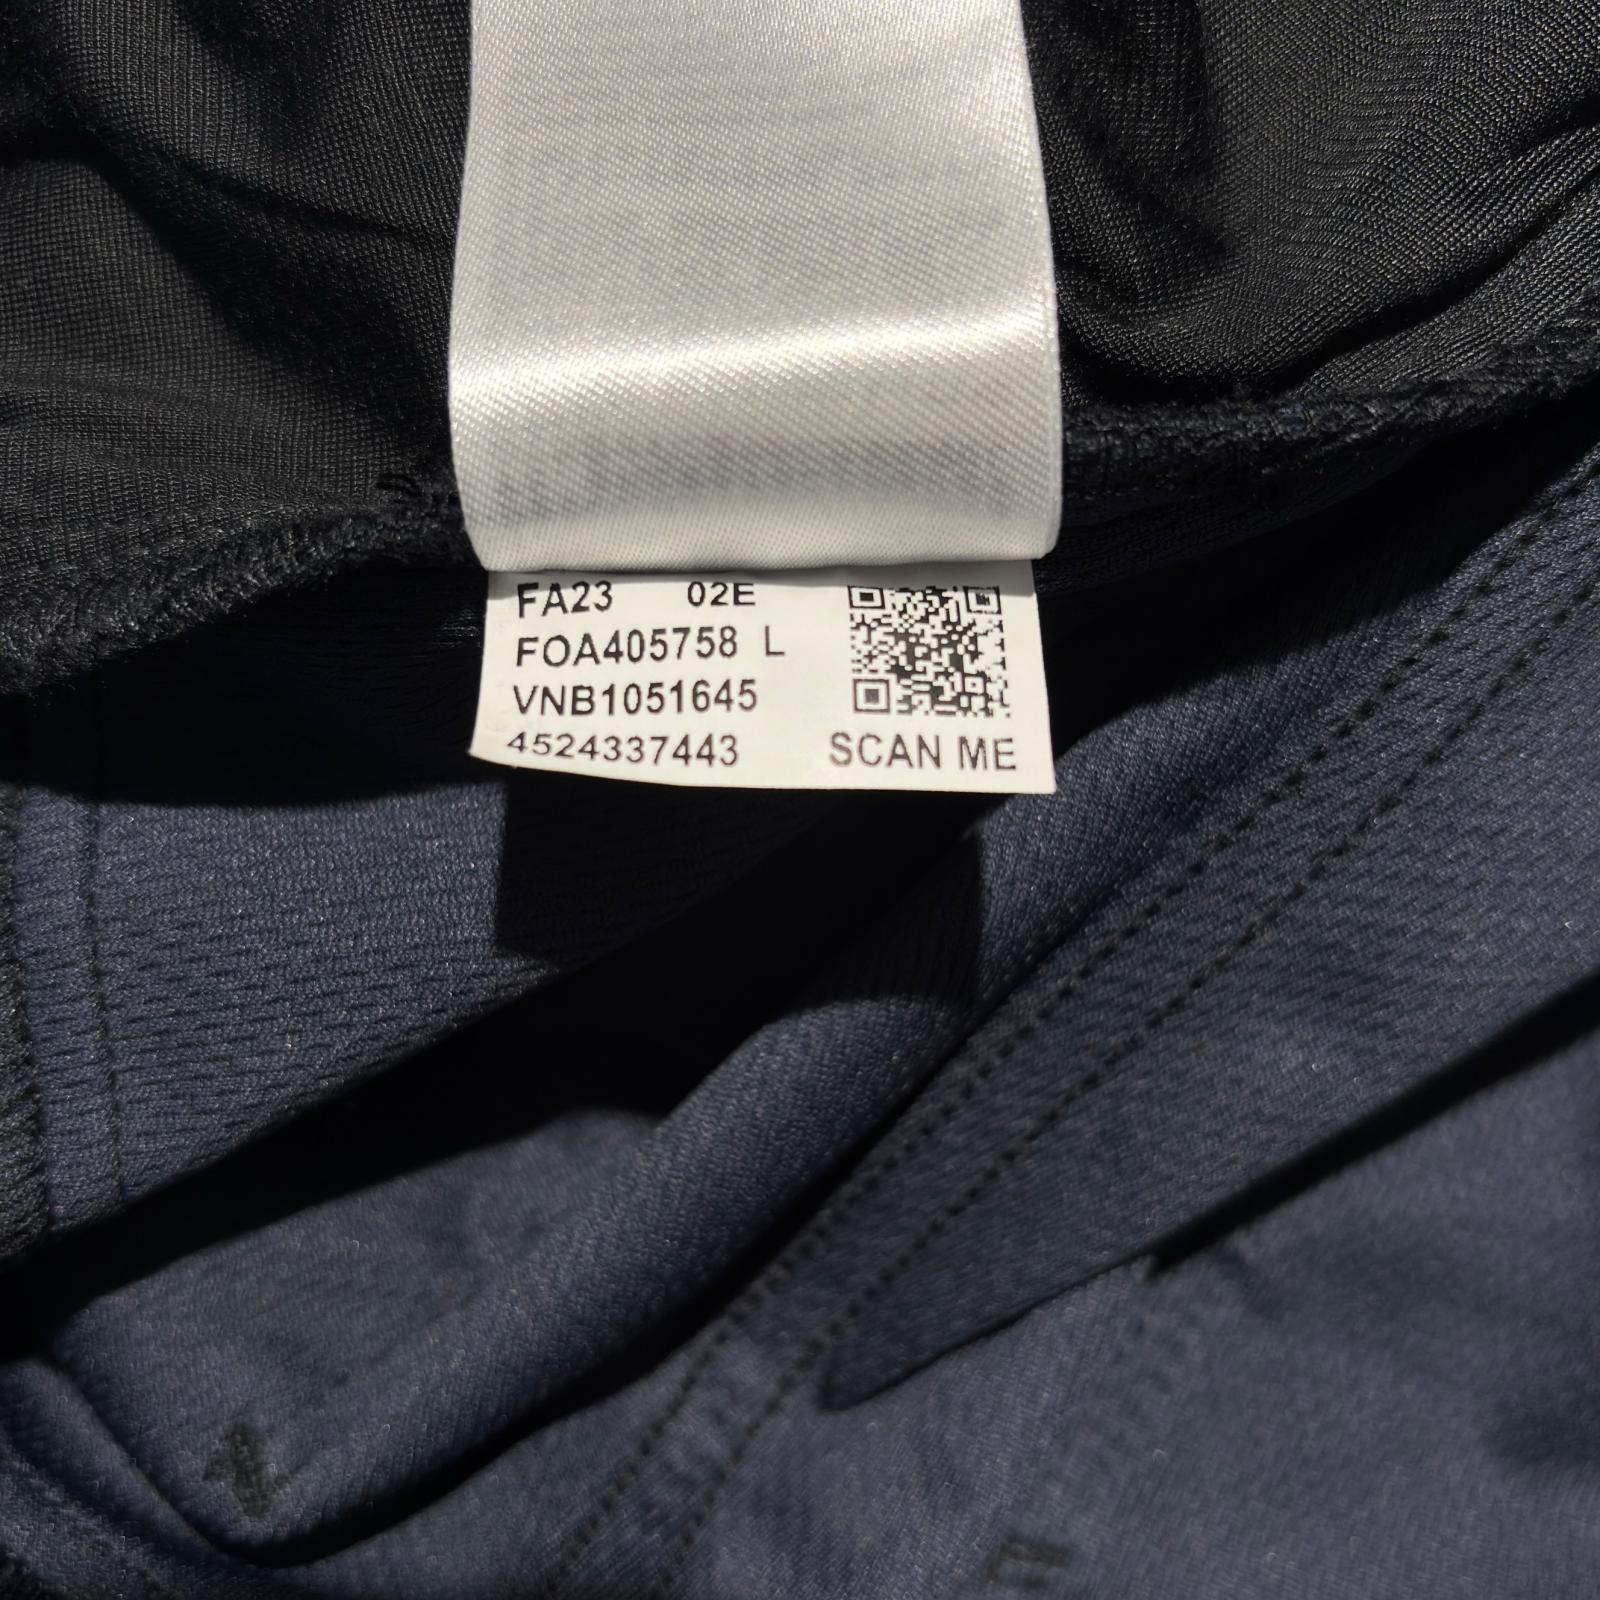 FA23 02E
FOA405758 L
VNB1051645
4524337443 SCAN ME